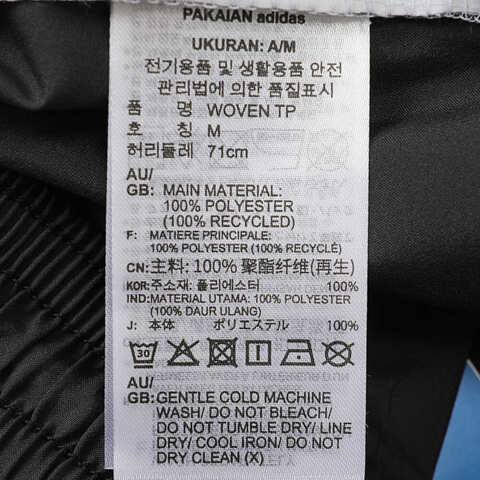 PAKAIAN adidas
UKURAN: A/M
전기용품 및 생활용품 안전
관리법에 의한 품질표시
품 명 WOVEN TP
호 칭 M
허리둘레 71cm
AU/
GB: MAIN MATERIAL:
100% POLYESTER
(100% RECYCLED)
F: MATIERE PRINCIPALE:
100% POLYESTER (100% RECYCLÉ)
CN: 主料: 100% 聚酯纤维(再生)
KOR: 주소재: 폴리에스터 100%
IND: MATERIAL UTAMA: 100% POLYESTER
(100% DAUR ULANG)
J: 本体 ポリエステル 100%
30
AU/
GB: GENTLE COLD MACHINE
WASH/ DO NOT BLEACH/
DO NOT TUMBLE DRY/ LINE
DRY/ COOL IRON/ DO NOT
DRY CLEAN (X)